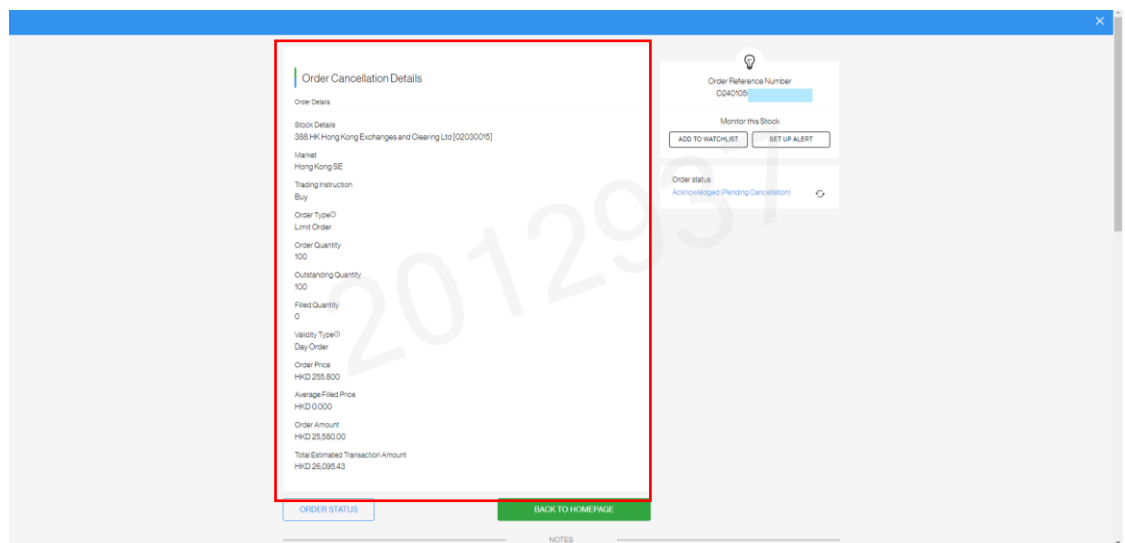 Order Cancellation Details
Order Details
Stock Details
388.HK Hong Kong Exchanges and Clearing Ltd [02030015]
Market
Hong Kong SE
Trading Instruction
Buy
Order Type
Limit Order
Order Quantity
100
Outstanding Quantity
100
Filled Quantity
0
Validity Type
Day Order
Order Price
HKD 255.800
Average Filled Price
HKD 0.000
Order Amount
HKD 25,580.00
Total Estimated Transaction Amount
HKD 26,095.43
ORDER STATUS
BACK TO HOMEPAGE
NOTES
Order Reference Number
O240105
Monitor this Stock
ADD TO WATCHLIST
SET UP ALERT
Order status
Acknowledged (Pending Cancellation)
2012937